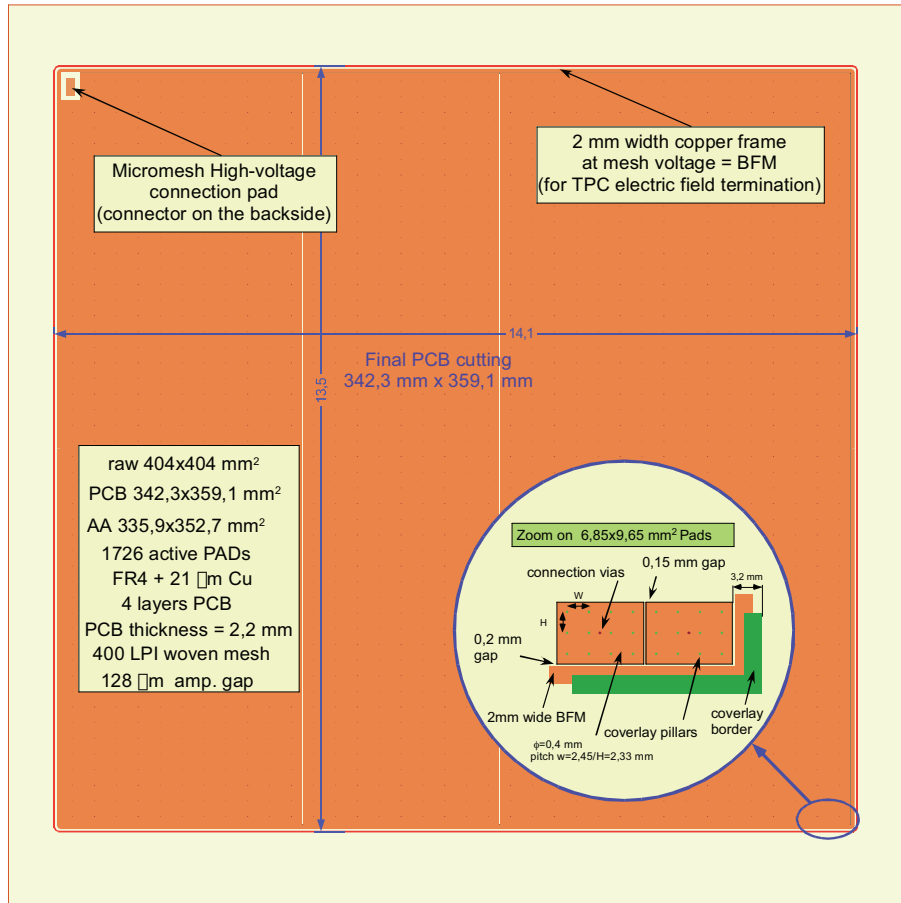 Micromesh High-voltage
connection pad
(connector on the backside)
2 mm width copper frame
at mesh voltage = BFM
(for TPC electric field termination)
14,1
13,5
Final PCB cutting
342,3 mm x 359,1 mm
raw 404x404 mm²
PCB 342,3x359,1 mm²
AA 335,9x352,7 mm²
1726 active PADs
FR4 + 21 ▯m Cu
4 layers PCB
PCB thickness = 2,2 mm
400 LPI woven mesh
128 ▯m amp. gap
Zoom on 6,85x9,65 mm² Pads
connection vias
0,15 mm gap
3,2 mm
W
H
0,2 mm
gap
2mm wide BFM
coverlay pillars
coverlay
border
ϕ=0,4 mm
pitch w=2,45/H=2,33 mm